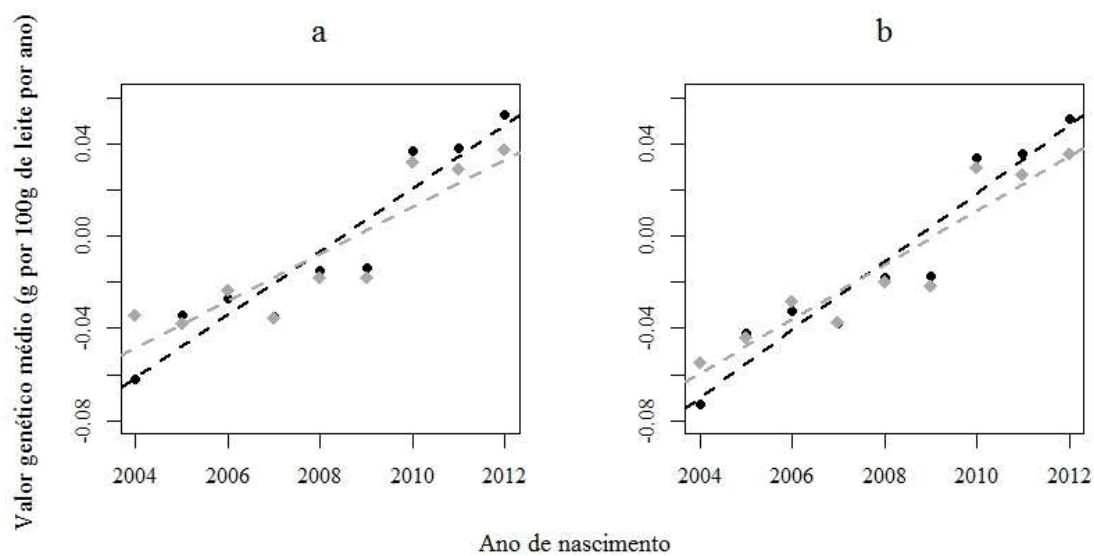 a
b
Valor genético médio (g por 100g de leite por ano)
0.04
0.00
-0.04
-0.08
2004 2006 2008 2010 2012
0.04
0.00
-0.04
-0.08
2004 2006 2008 2010 2012
Ano de nascimento